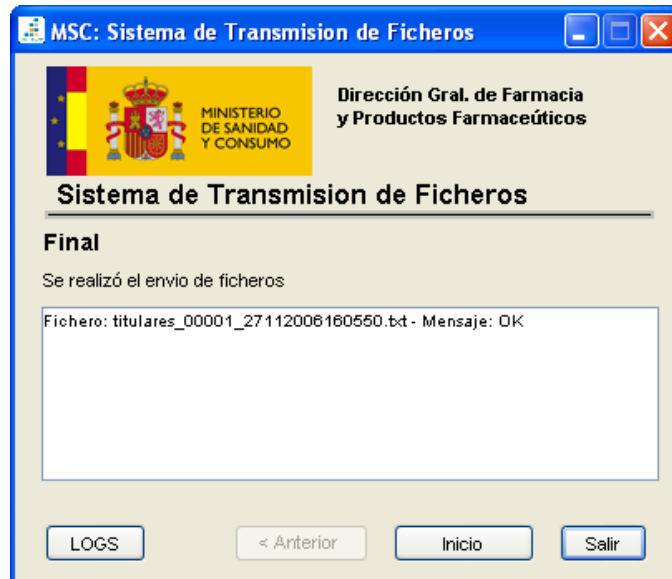 MSC: Sistema de Transmision de Ficheros
MINISTERIO
DE SANIDAD
Y CONSUMO
Dirección Gral. de Farmacia
y Productos Farmaceúticos
Sistema de Transmision de Ficheros
Final
Se realizó el envio de ficheros
Fichero: titulares_00001_27112006160550.txt - Mensaje: OK
LOGS
< Anterior
Inicio
Salir